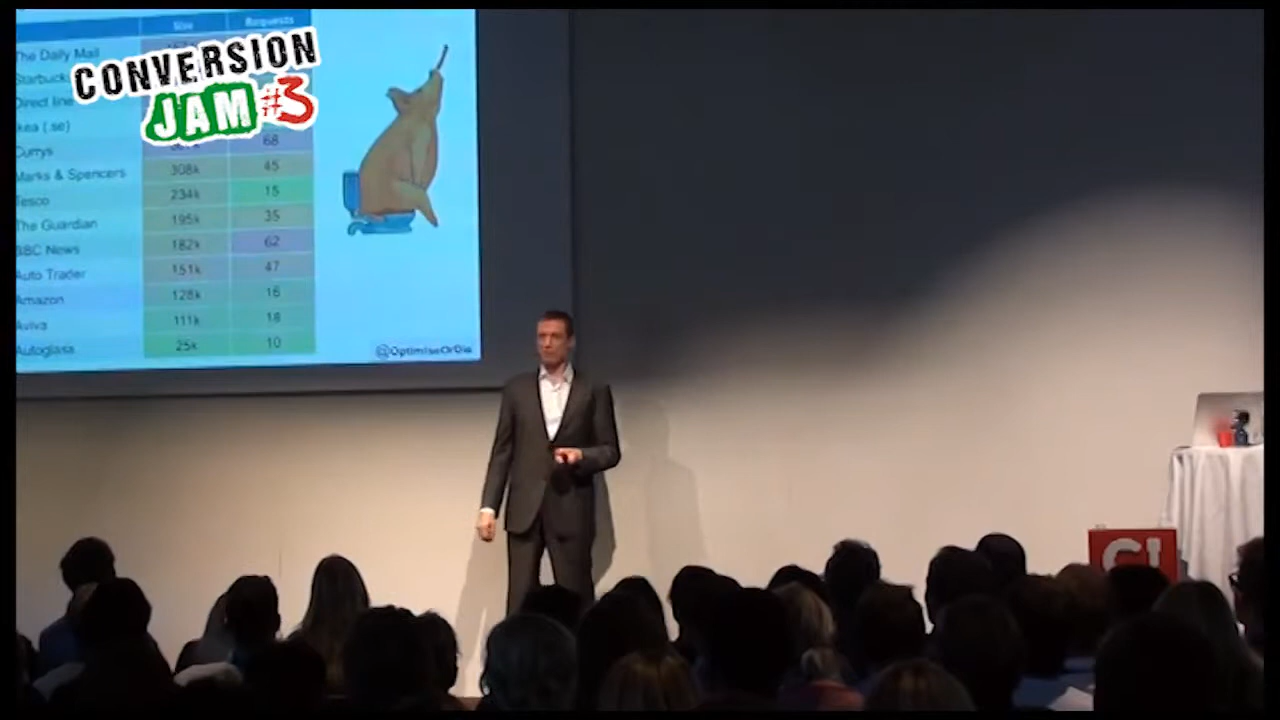 Size Requests
The Daily Mail
CONVERSION
JAM #3
Direct line
Ikea (.se)
Currys 68
Marks & Spencers 308k 45
Tesco 234k 15
The Guardian 195k 35
BBC News 182k 62
Auto Trader 151k 47
Amazon 128k 16
Aviva 111k 18
Autoglass 25k 10
@OptimiseOrDie